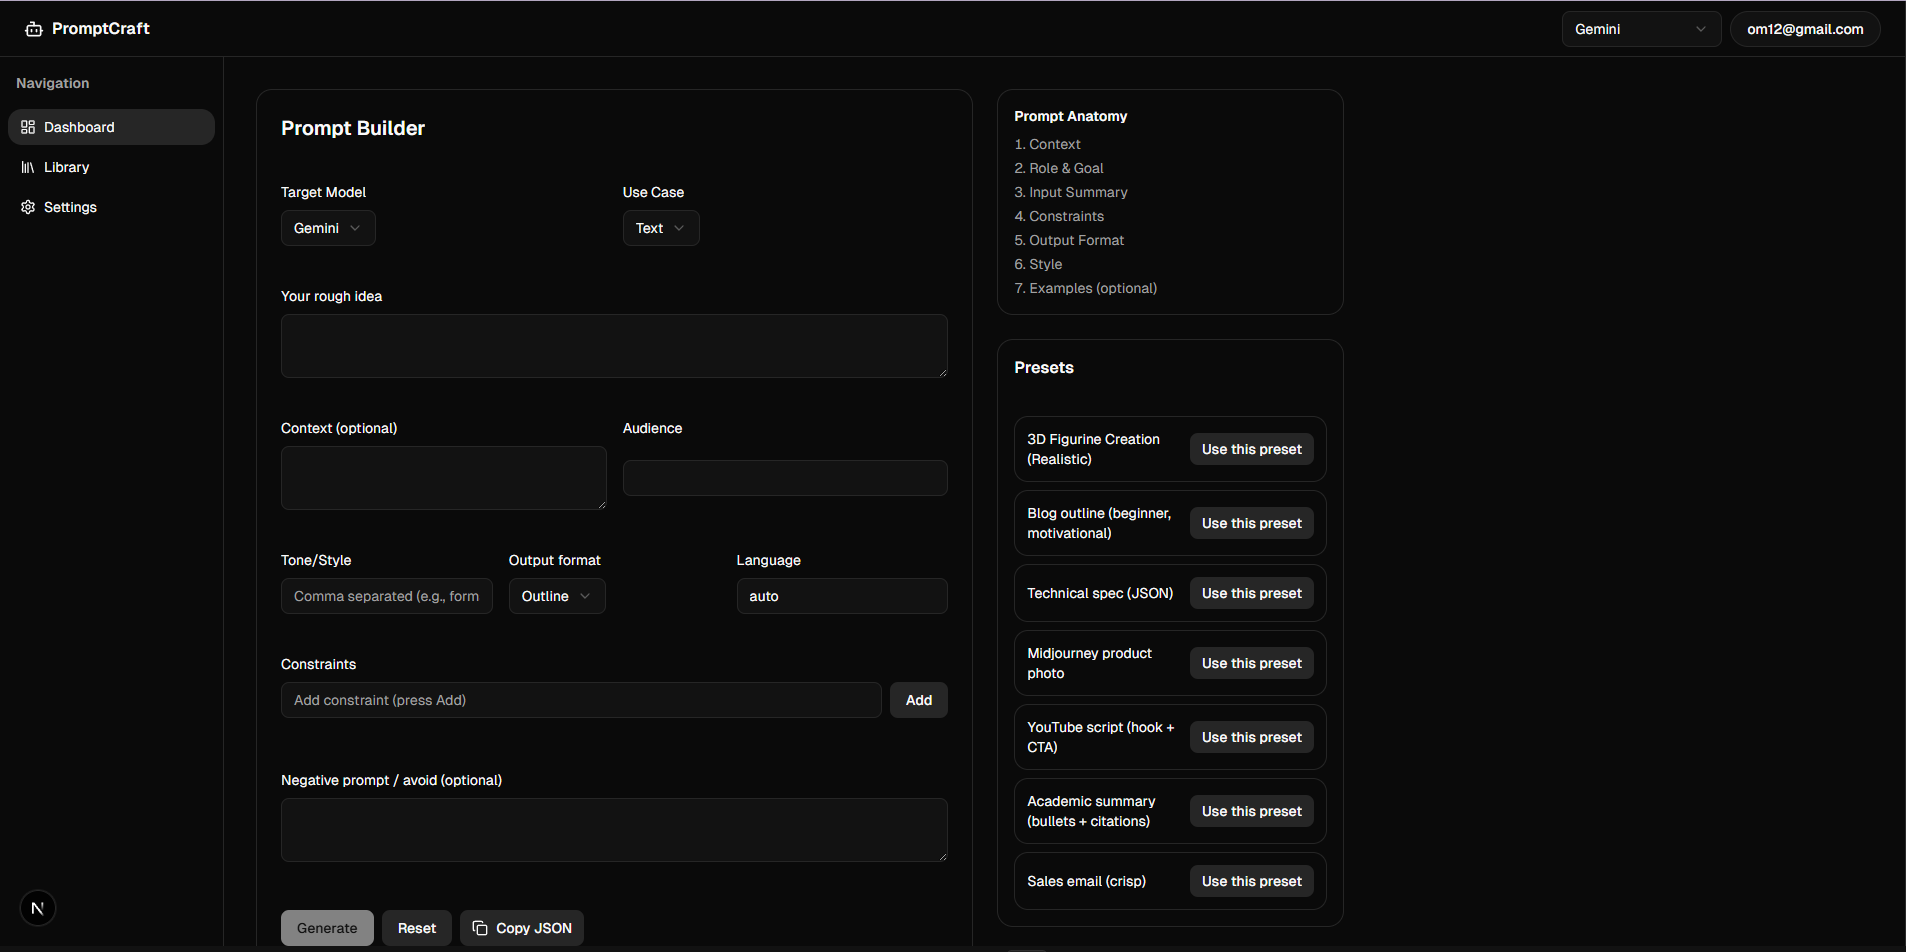 PromptCraft
Gemini
om12@gmail.com
Navigation
Dashboard
Library
Settings
Prompt Builder
Target Model
Use Case
Gemini
Text
Your rough idea
Context (optional)
Audience
Tone/Style
Output format
Language
Comma separated (e.g., form
Outline
auto
Constraints
Add constraint (press Add)
Add
Negative prompt / avoid (optional)
Generate
Reset
Copy JSON
Prompt Anatomy
1. Context
2. Role & Goal
3. Input Summary
4. Constraints
5. Output Format
6. Style
7. Examples (optional)
Presets
3D Figurine Creation
(Realistic)
Use this preset
Blog outline (beginner,
motivational)
Use this preset
Technical spec (JSON)
Use this preset
Midjourney product
photo
Use this preset
YouTube script (hook +
CTA)
Use this preset
Academic summary
(bullets + citations)
Use this preset
Sales email (crisp)
Use this preset
N